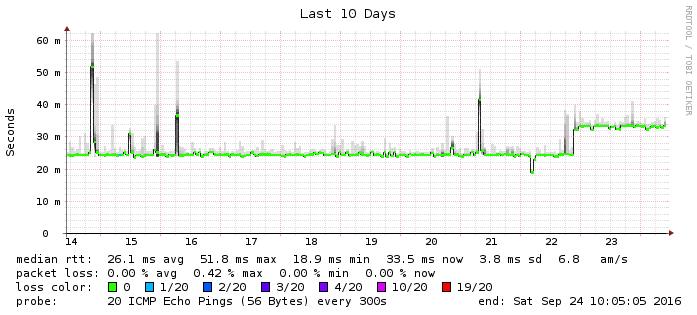 Last 10 Days
RRDTOOL / TOBI OETIKER
Seconds
60 m
50 m
40 m
30 m
20 m
10 m
0
14 15 16 17 18 19 20 21 22 23
median rtt: 26.1 ms avg 51.8 ms max 18.9 ms min 33.5 ms now 3.8 ms sd 6.8 am/s
packet loss: 0.00 % avg 0.42 % max 0.00 % min 0.00 % now
loss color: 0 1/20 2/20 3/20 4/20 10/20 19/20
probe: 20 ICMP Echo Pings (56 Bytes) every 300s end: Sat Sep 24 10:05:05 2016